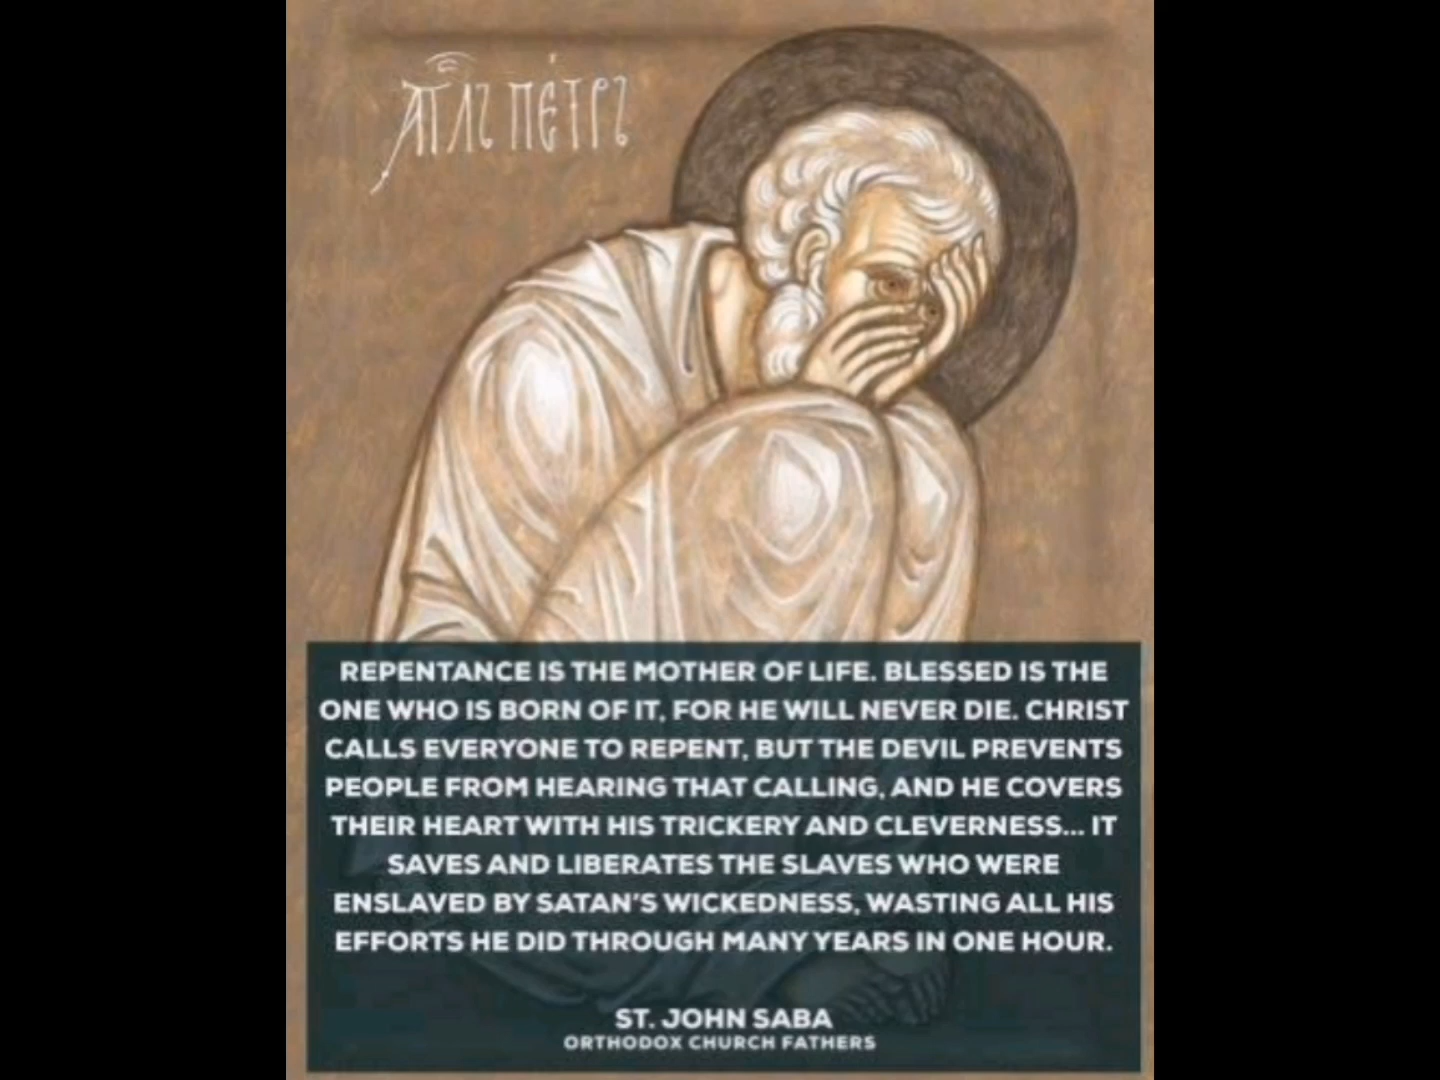 АПЛЪ ПЕТРЪ
REPENTANCE IS THE MOTHER OF LIFE. BLESSED IS THE
ONE WHO IS BORN OF IT, FOR HE WILL NEVER DIE. CHRIST
CALLS EVERYONE TO REPENT, BUT THE DEVIL PREVENTS
PEOPLE FROM HEARING THAT CALLING, AND HE COVERS
THEIR HEART WITH HIS TRICKERY AND CLEVERNESS... IT
SAVES AND LIBERATES THE SLAVES WHO WERE
ENSLAVED BY SATAN'S WICKEDNESS, WASTING ALL HIS
EFFORTS HE DID THROUGH MANY YEARS IN ONE HOUR.
ST. JOHN SABA
ORTHODOX CHURCH FATHERS